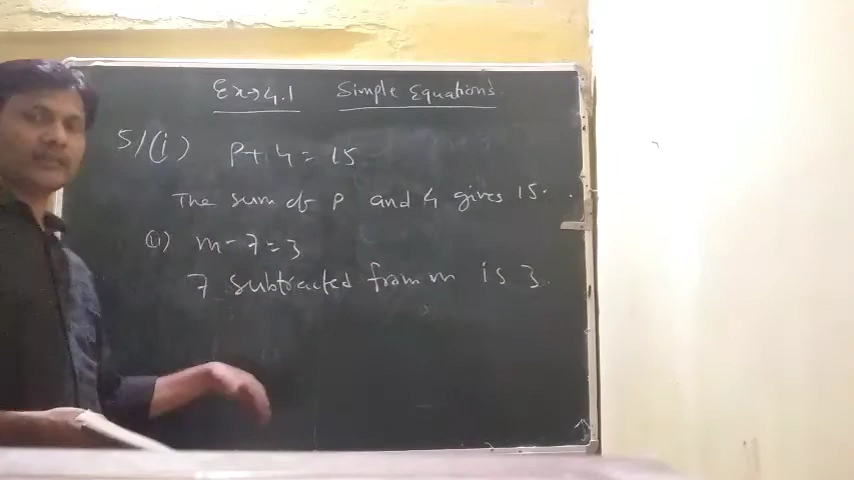 Ex→4.1 Simple Equations
5/(i) P+4=15
The sum of P and 4 gives 15.
(ii) m-7=3
7 subtracted from m is 3.